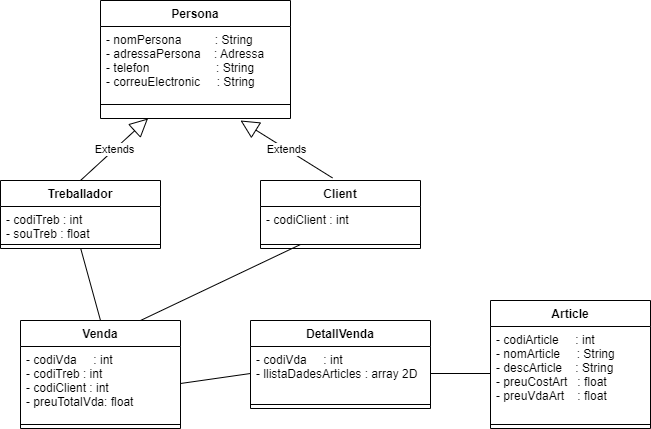 Persona
- nomPersona : String
- adressaPersona : Adressa
- telefon : String
- correuElectronic : String
Extends
Extends
Treballador
- codiTreb : int
- souTreb : float
Client
- codiClient : int
Venda
- codiVda : int
- codiTreb : int
- codiClient : int
- preuTotalVda: float
DetallVenda
- codiVda : int
- llistaDadesArticles : array 2D
Article
- codiArticle : int
- nomArticle : String
- descArticle : String
- preuCostArt : float
- preuVdaArt : float